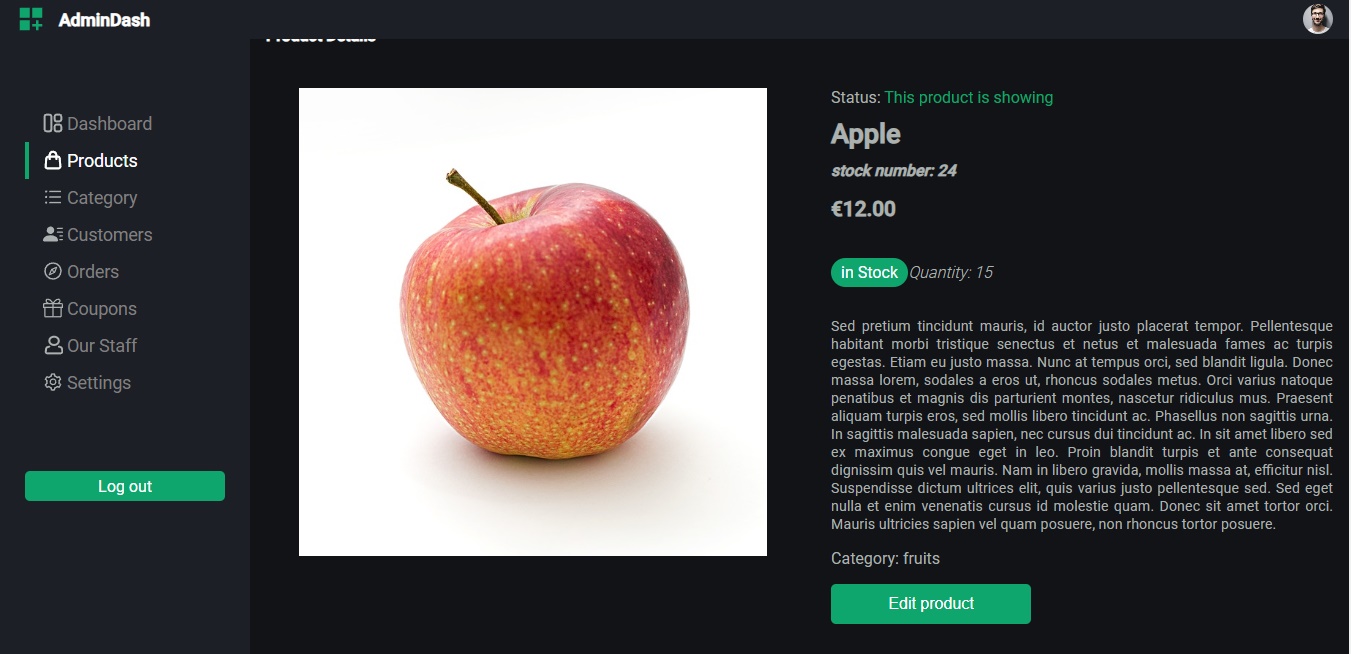 AdminDash
Product Details
Dashboard
Products
Category
Customers
Orders
Coupons
Our Staff
Settings
Log out
Status: This product is showing
Apple
stock number: 24
€12.00
in Stock Quantity: 15
Sed pretium tincidunt mauris, id auctor justo placerat tempor. Pellentesque
habitant morbi tristique senectus et netus et malesuada fames ac turpis
egestas. Etiam eu justo massa. Nunc at tempus orci, sed blandit ligula. Donec
massa lorem, sodales a eros ut, rhoncus sodales metus. Orci varius natoque
penatibus et magnis dis parturient montes, nascetur ridiculus mus. Praesent
aliquam turpis eros, sed mollis libero tincidunt ac. Phasellus non sagittis urna.
In sagittis malesuada sapien, nec cursus dui tincidunt ac. In sit amet libero sed
ex maximus congue eget in leo. Proin blandit turpis et ante consequat
dignissim quis vel mauris. Nam in libero gravida, mollis massa at, efficitur nisl.
Suspendisse dictum ultrices elit, quis varius justo pellentesque sed. Sed eget
nulla et enim venenatis cursus id molestie quam. Donec sit amet tortor orci.
Mauris ultricies sapien vel quam posuere, non rhoncus tortor posuere.
Category: fruits
Edit product